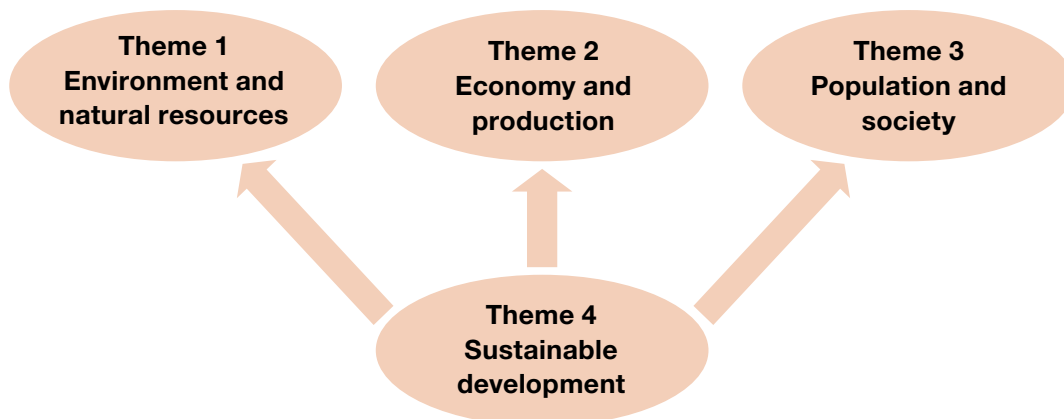 Theme 1
Environment and
natural resources
Theme 2
Economy and
production
Theme 3
Population and
society
Theme 4
Sustainable
development